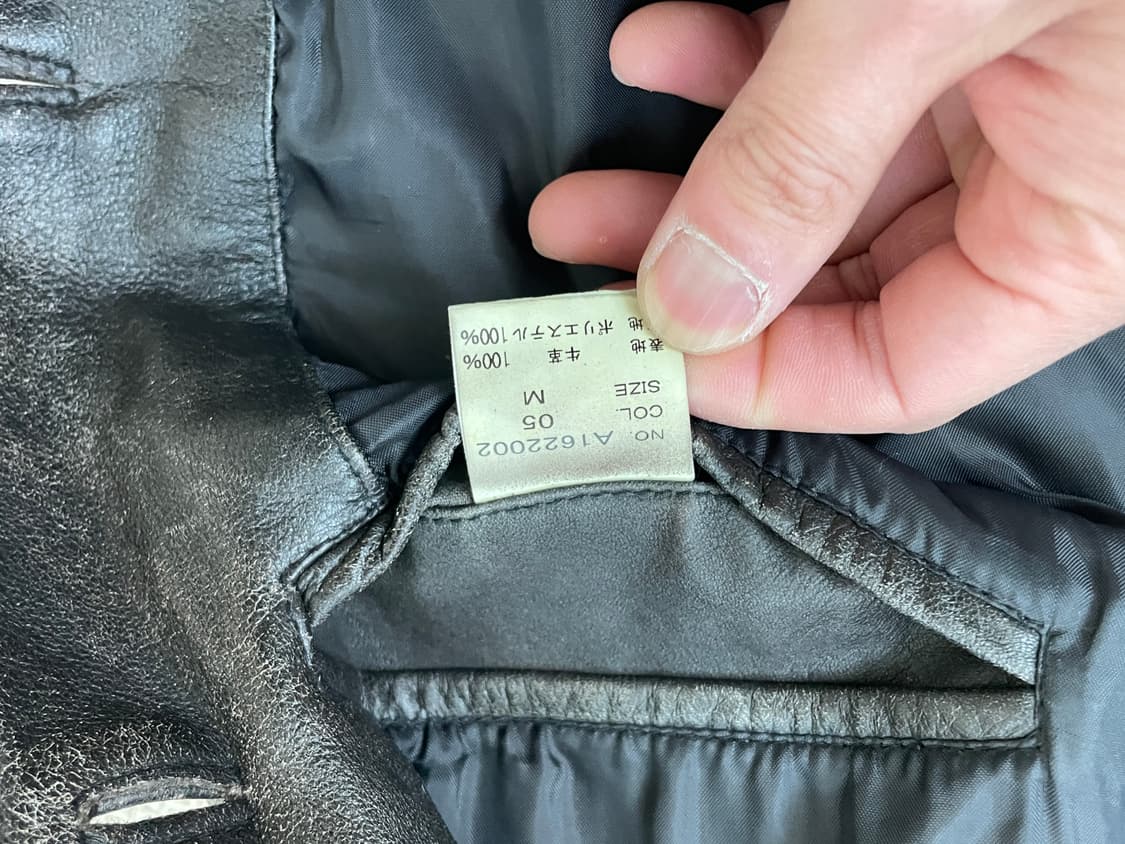 NO. A1622002
COL. 05
SIZE M
表地 牛革 100%
地 ポリエステル100%